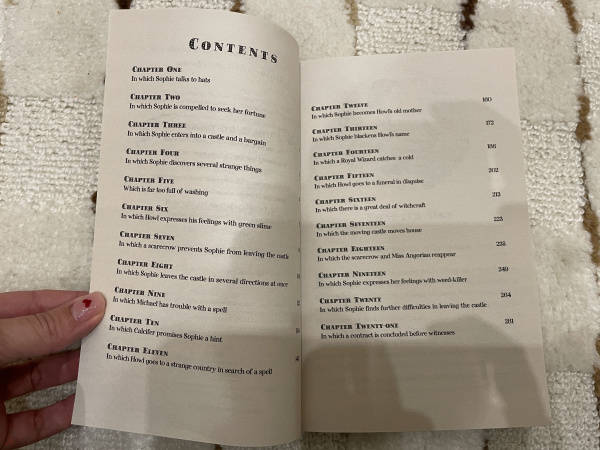 CONTENTS
CHAPTER ONE
In which Sophie talks to hats
CHAPTER TWO
In which Sophie is compelled to seek her fortune
CHAPTER THREE
In which Sophie enters into a castle and a bargain
CHAPTER FOUR
In which Sophie discovers several strange things
CHAPTER FIVE
Which is far too full of washing
CHAPTER SIX
In which Howl expresses his feelings with green slime
CHAPTER SEVEN
In which a scarecrow prevents Sophie from leaving the castle
CHAPTER EIGHT
In which Sophie leaves the castle in several directions at once
CHAPTER NINE
In which Michael has trouble with a spell
CHAPTER TEN
In which Calcifer promises Sophie a hint
CHAPTER ELEVEN
In which Howl goes to a strange country in search of a spell
CHAPTER TWELVE 160
In which Sophie becomes Howl's old mother
CHAPTER THIRTEEN 172
In which Sophie blackens Howl's name
CHAPTER FOURTEEN 186
In which a Royal Wizard catches a cold
CHAPTER FIFTEEN 202
In which Howl goes to a funeral in disguise
CHAPTER SIXTEEN 213
In which there is a great deal of witchcraft
CHAPTER SEVENTEEN 223
In which the moving castle moves house
CHAPTER EIGHTEEN
In which the scarecrow and Miss Angorian reappear
CHAPTER NINETEEN 249
In which Sophie expresses her feelings with weed-killer
CHAPTER TWENTY 264
In which Sophie finds further difficulties in leaving the castle
CHAPTER TWENTY-ONE
In which a contract is concluded before witnesses